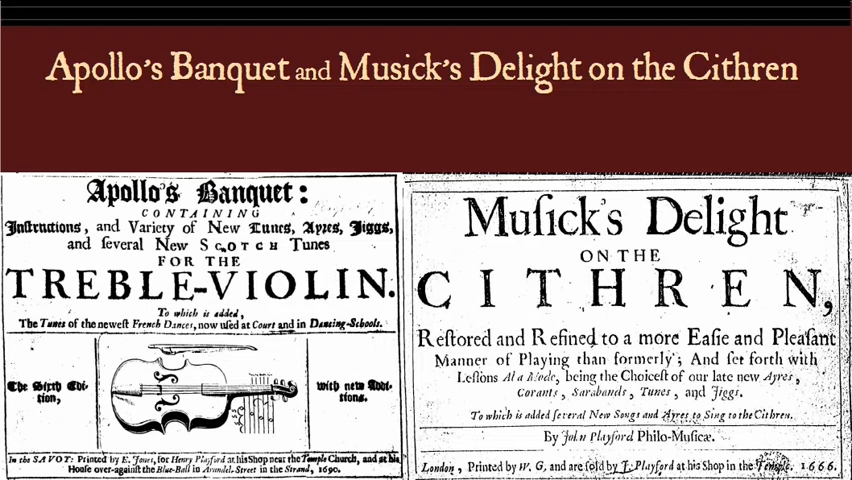 Apollo's Banquet and Musick's Delight on the Cithren
Apollo's Banquet:
CONTAINING
Instructions, and Variety of New Tunes, Ayres, Jiggs,
and ſeveral New SCOTCH Tunes
FOR THE
TREBLE-VIOLIN.
To which is added,
The Tunes of the neweſt French Dances, now uſed at Court and in Dancing-Schools.
The Sixth Edi-
tion,
with new Addi-
tions.
In the SAVOY: Printed by E. Jones, for Henry Playford at his Shop near the Temple Church, and at his
Houſe over-againſt the Blue-Ball in Arundel-Street in the Strand, 1690.
Muſick's Delight
ON THE
CITHREN,
Reſtored and Refined to a more Eaſie and Pleaſant
Manner of Playing than formerly; And ſet forth with
Leſſons Al a Mode, being the Choiceſt of our late new Ayres,
Corants, Sarabands, Tunes, and Jiggs.
To which is added ſeveral New Songs and Ayres to Sing to the Cithren.
By John Playford Philo-Muſicæ.
London, Printed by W. G, and are ſold by J. Playford at his Shop in the Temple. 1666.